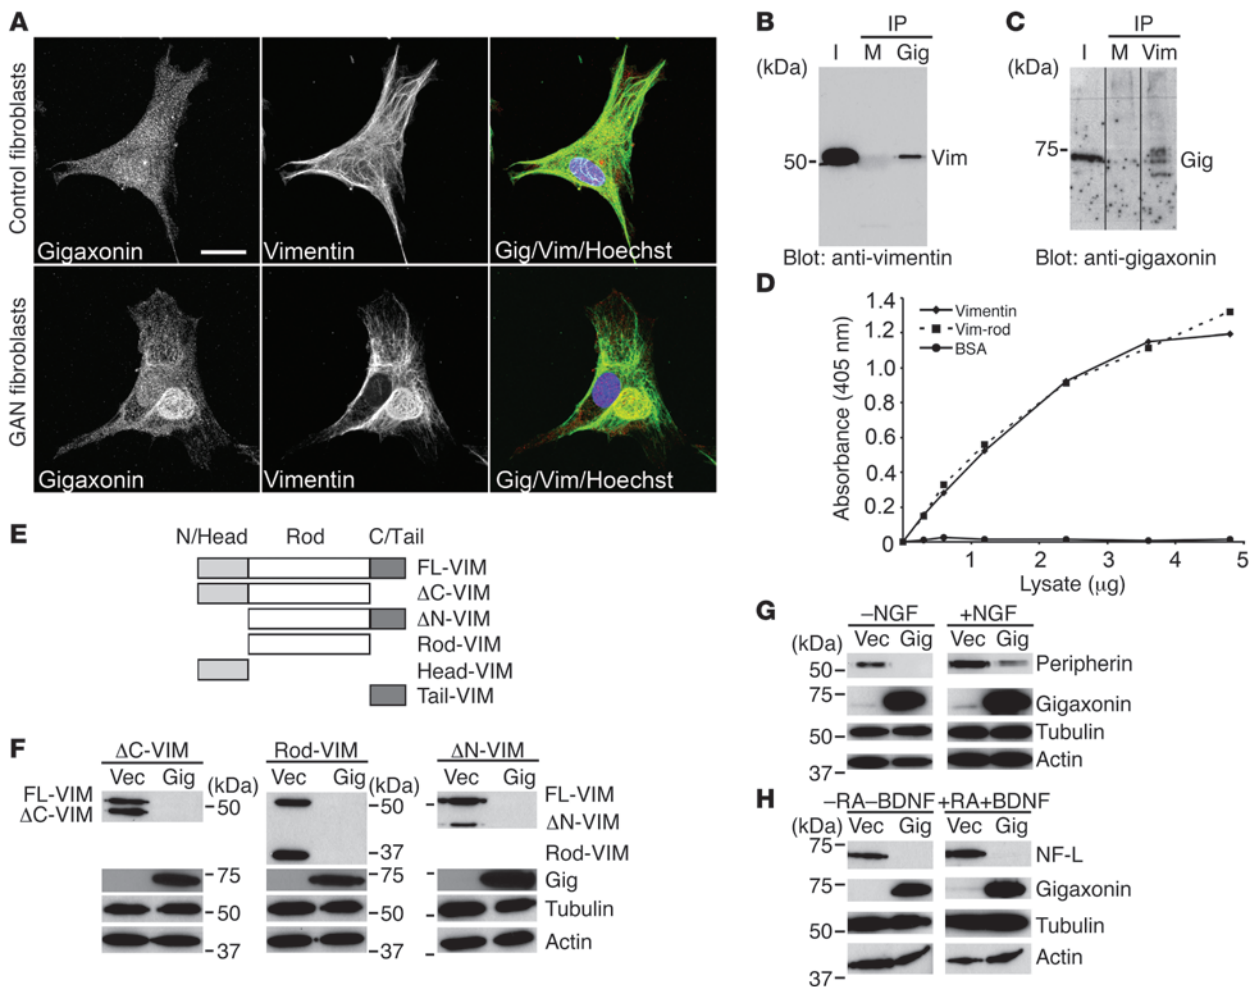 A
Control fibroblasts
Gigaxonin
Vimentin
Gig/Vim/Hoechst
GAN fibroblasts
Gigaxonin
Vimentin
Gig/Vim/Hoechst
B
IP
(kDa)
I M Gig
50
Vim
Blot: anti-vimentin
C
IP
(kDa)
I M Vim
75
Gig
Blot: anti-gigaxonin
D
Absorbance (405 nm)
1.4
1.2
1.0
0.8
0.6
0.4
0.2
0
Vimentin
Vim-rod
BSA
1 2 3 4 5
Lysate (μg)
E
N/Head Rod C/Tail
FL-VIM
ΔC-VIM
ΔN-VIM
Rod-VIM
Head-VIM
Tail-VIM
F
ΔC-VIM Rod-VIM ΔN-VIM
Vec Gig (kDa) Vec Gig (kDa) Vec Gig
FL-VIM 50 50 FL-VIM
ΔC-VIM
ΔN-VIM
37 Rod-VIM
75 75 Gig
50 50 Tubulin
37 37 Actin
G
–NGF +NGF
(kDa) Vec Gig Vec Gig
50 Peripherin
75 Gigaxonin
50 Tubulin
37 Actin
H
–RA–BDNF +RA+BDNF
(kDa) Vec Gig Vec Gig
75 NF-L
75 Gigaxonin
50 Tubulin
37 Actin